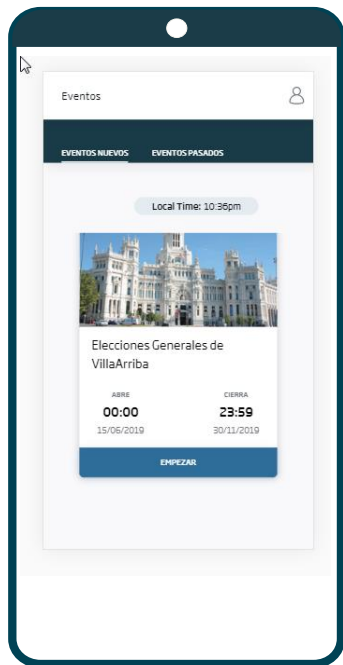 Eventos
EVENTOS NUEVOS EVENTOS PASADOS
Local Time: 10:36pm
Elecciones Generales de
VillaArriba
ABRE CIERRA
00:00 23:59
15/06/2019 30/11/2019
EMPEZAR